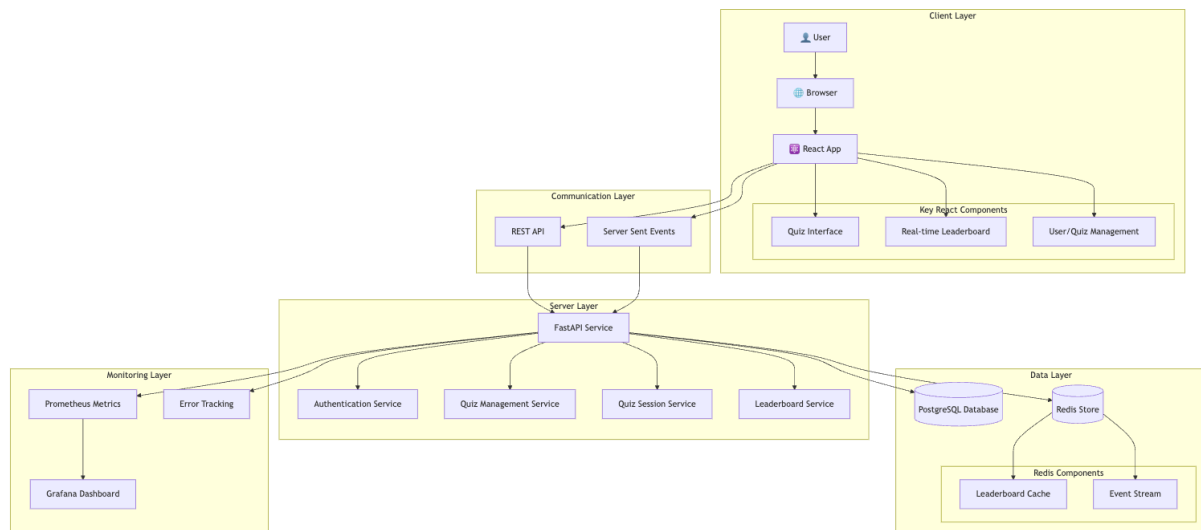 Client Layer
👤 User
🌐 Browser
⚛️ React App
Communication Layer
REST API
Server Sent Events
Key React Components
Quiz Interface
Real-time Leaderboard
User/Quiz Management
Server Layer
FastAPI Service
Authentication Service
Quiz Management Service
Quiz Session Service
Leaderboard Service
Monitoring Layer
Prometheus Metrics
Error Tracking
Grafana Dashboard
Data Layer
PostgreSQL Database
Redis Store
Redis Components
Leaderboard Cache
Event Stream